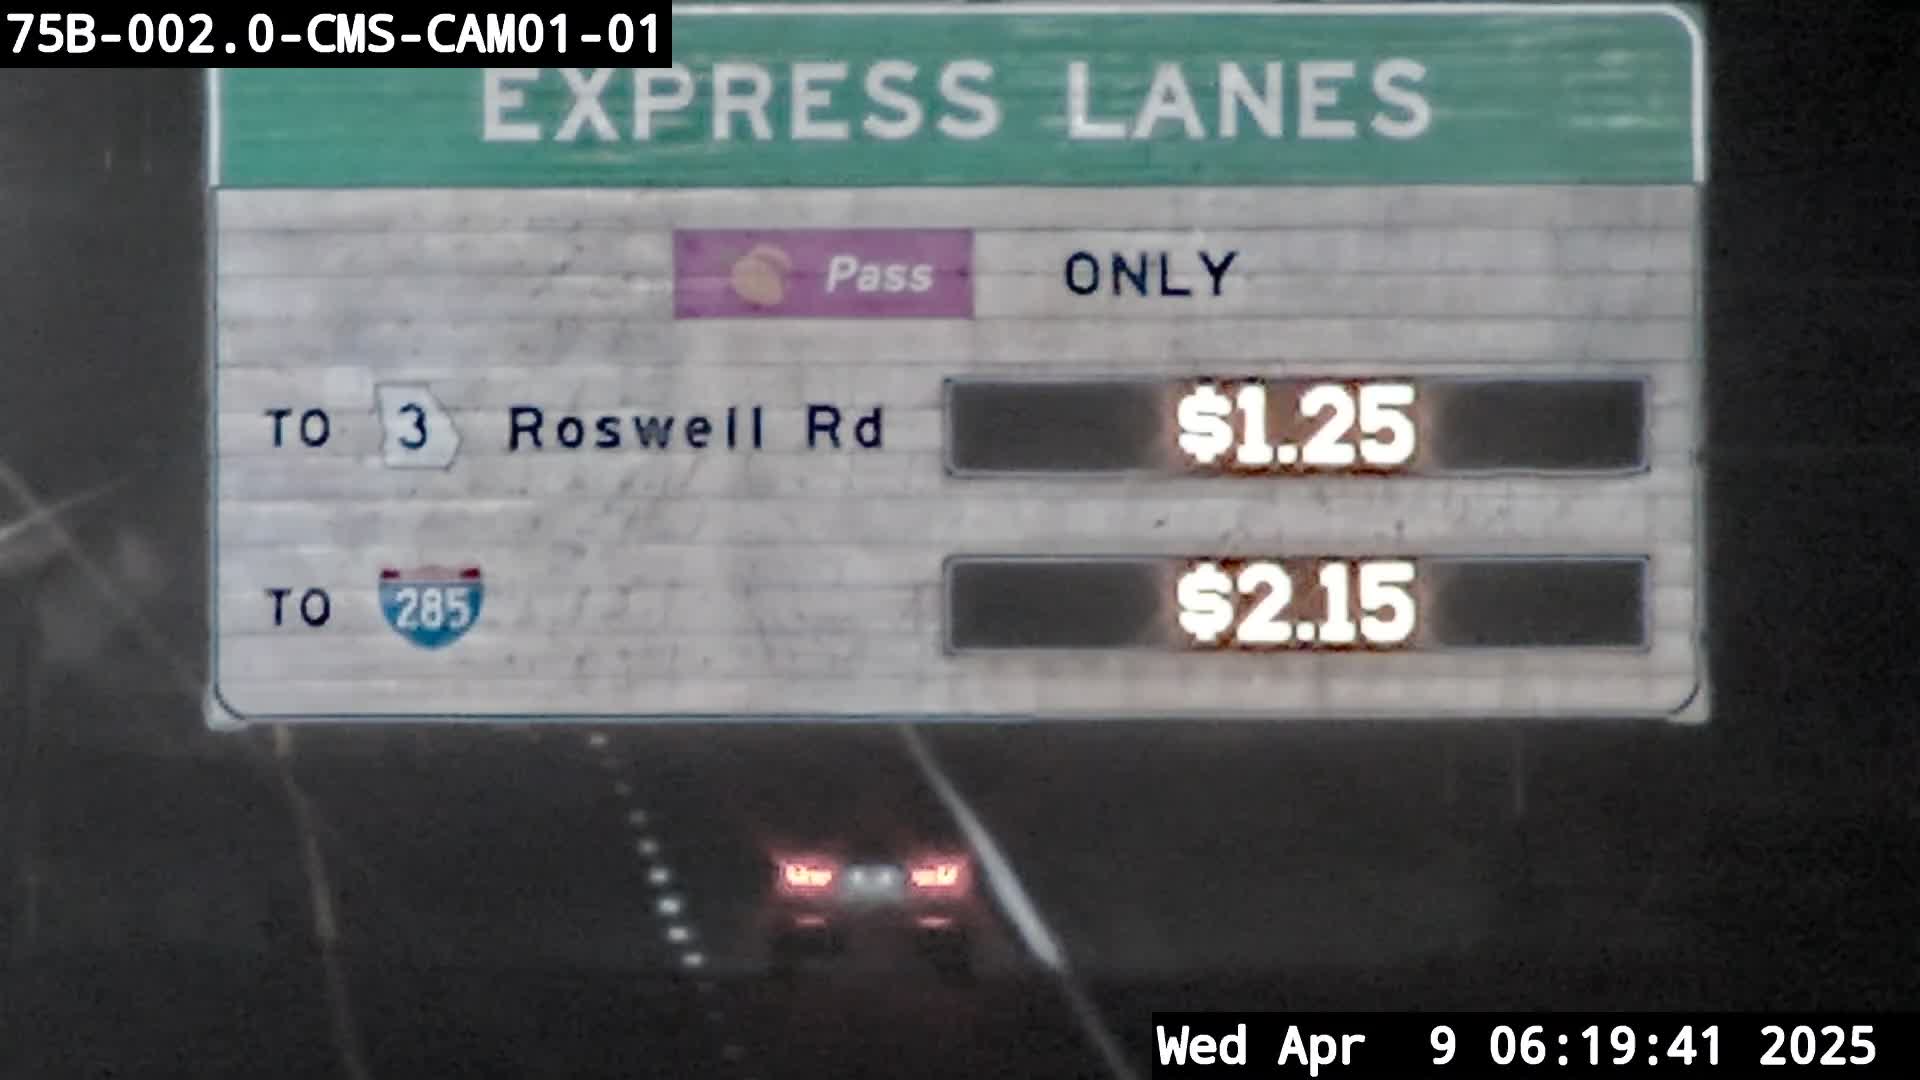 75B-002.0-CMS-CAM01-01
EXPRESS LANES
Pass ONLY
TO 3 Roswell Rd $1.25
TO 285 $2.15
Wed Apr 9 06:19:41 2025